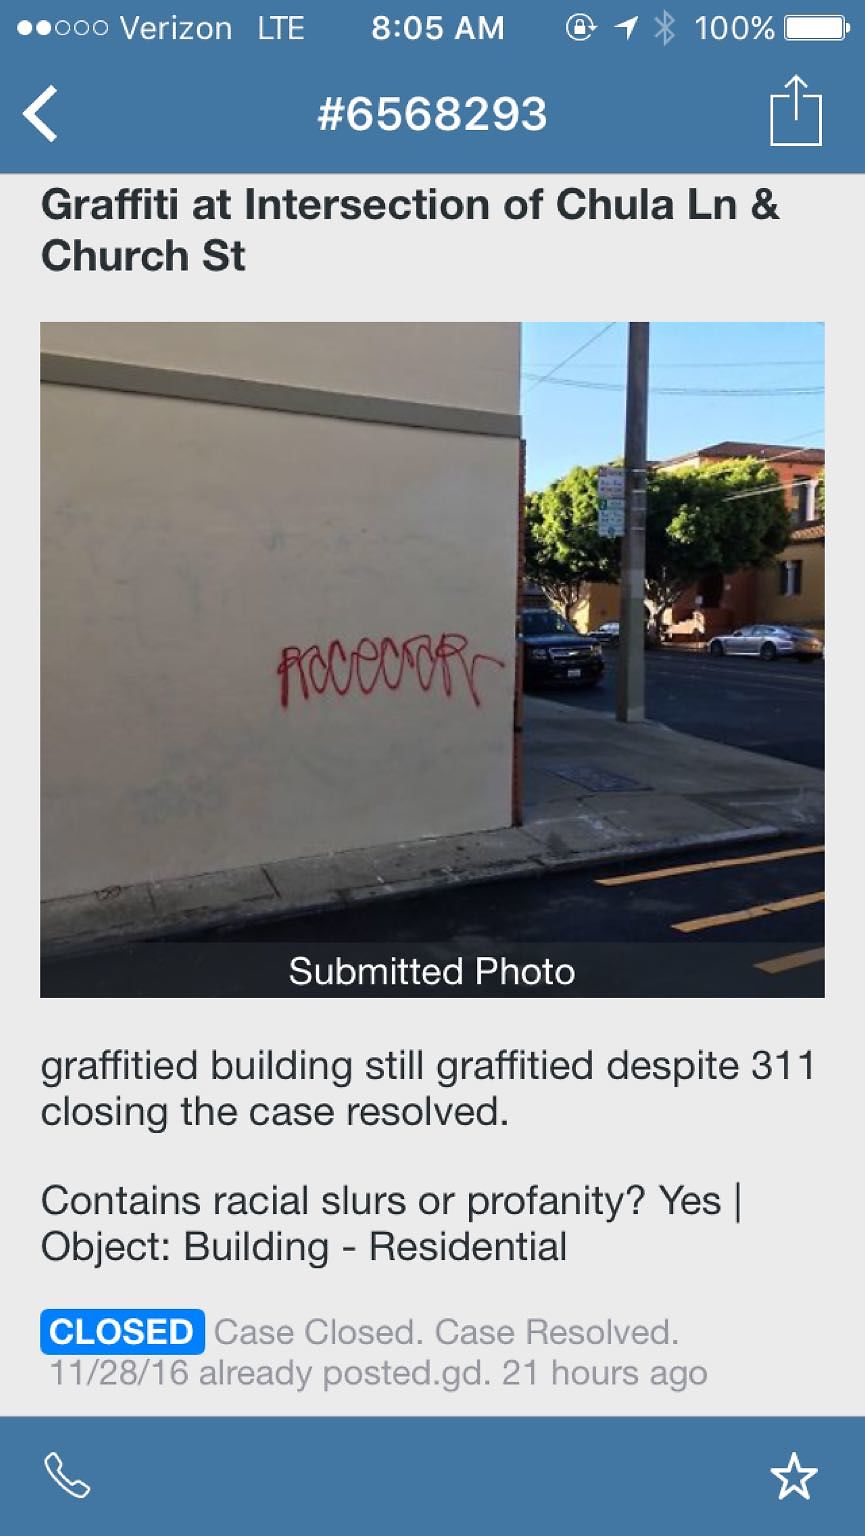 Verizon LTE 8:05 AM 100%
#6568293
Graffiti at Intersection of Chula Ln &
Church St
Submitted Photo
graffitied building still graffitied despite 311
closing the case resolved.
Contains racial slurs or profanity? Yes |
Object: Building - Residential
CLOSED Case Closed. Case Resolved.
11/28/16 already posted.gd. 21 hours ago